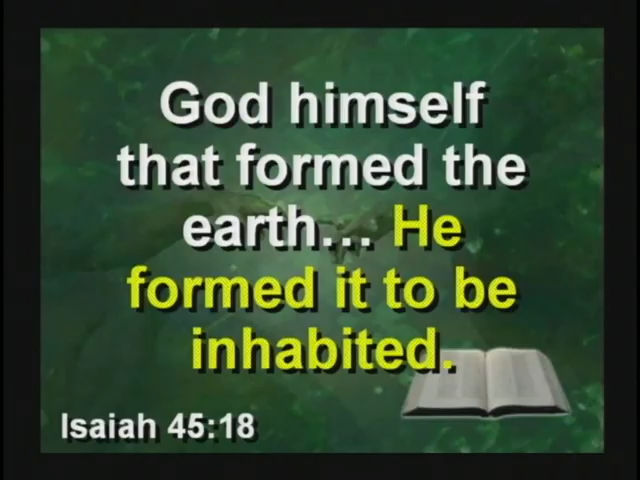 God himself
that formed the
earth... He
formed it to be
inhabited.
Isaiah 45:18